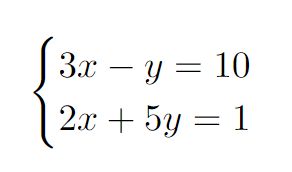 3x − y = 10
2x + 5y = 1